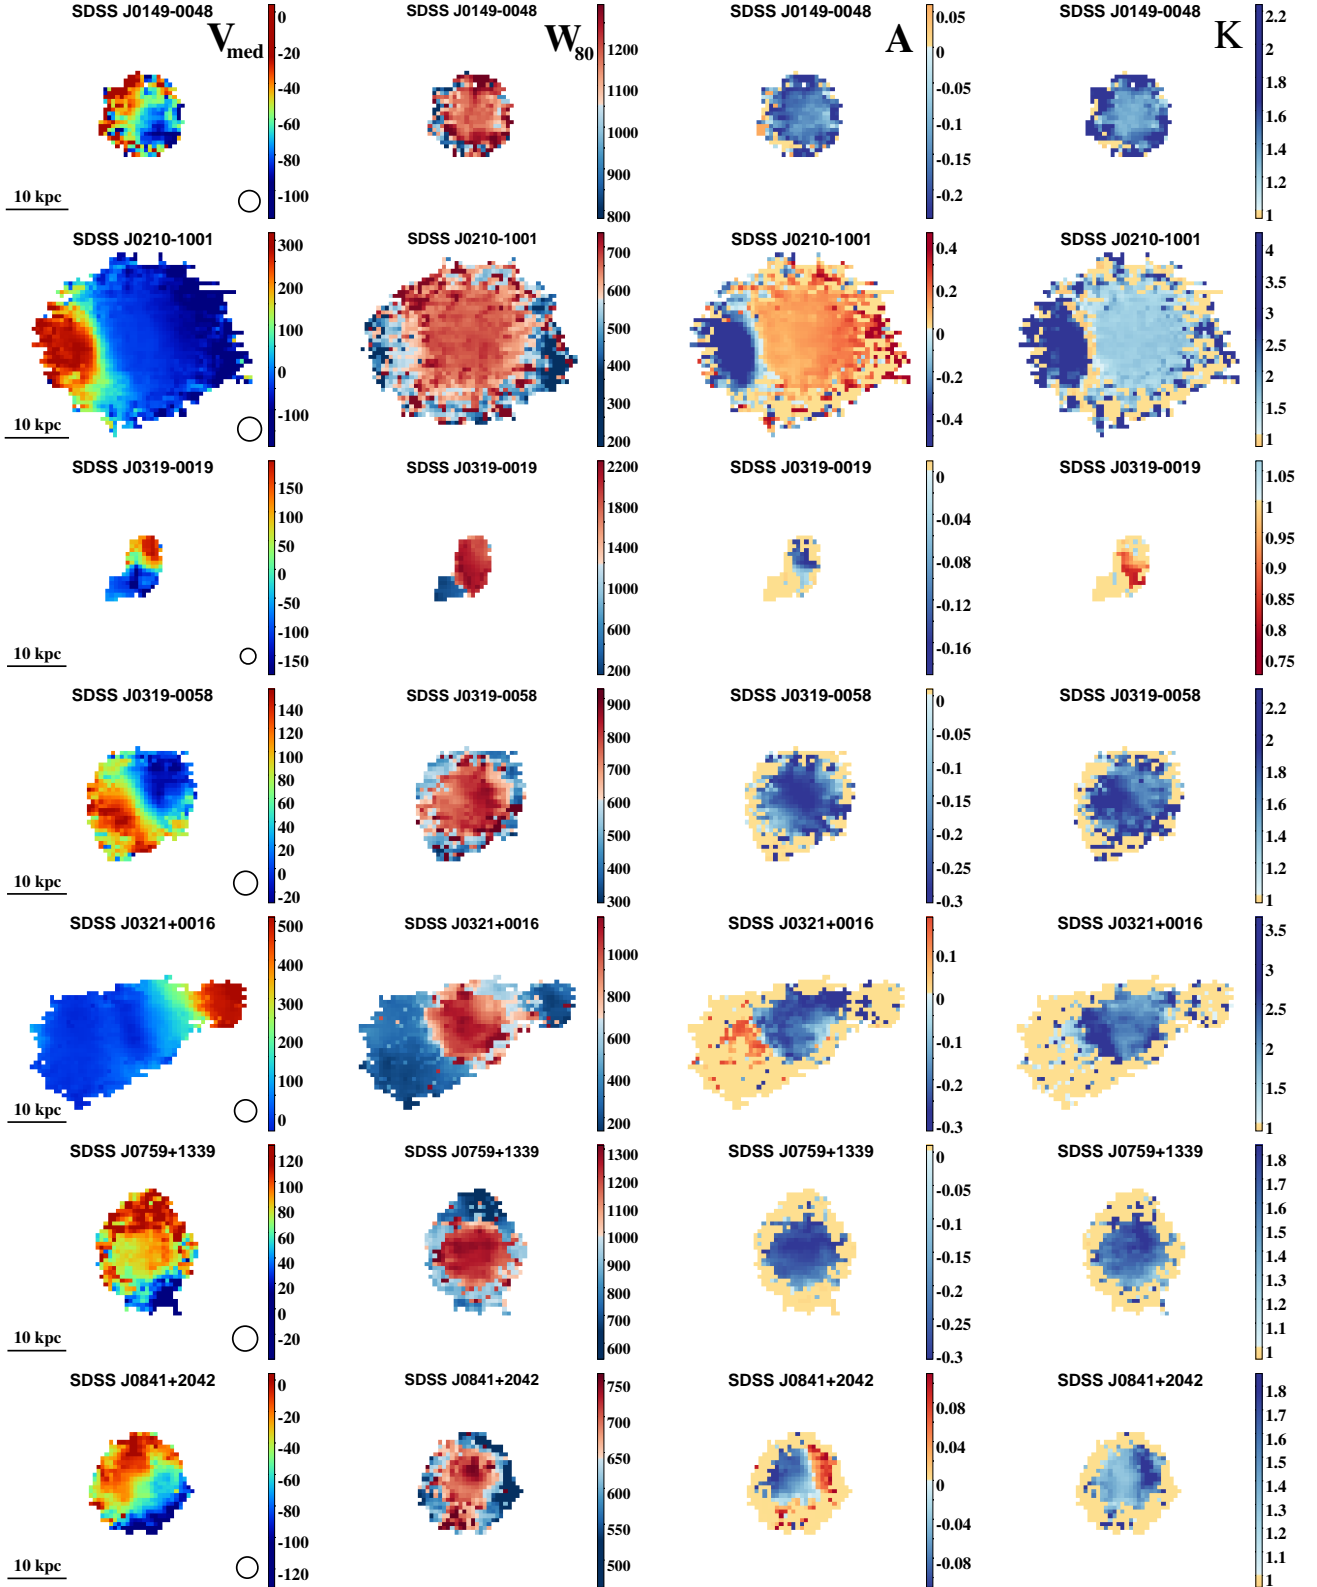 SDSS J0149-0048 SDSS J0149-0048 SDSS J0149-0048 SDSS J0149-0048
Vmed W80 A K
0 -20 -40 -60 -80 -100
1200 1100 1000 900 800
0.05 0 -0.05 -0.1 -0.15 -0.2
2.2 2 1.8 1.6 1.4 1.2 1
10 kpc
SDSS J0210-1001 SDSS J0210-1001 SDSS J0210-1001 SDSS J0210-1001
300 200 100 0 -100
700 600 500 400 300 200
0.4 0.2 0 -0.2 -0.4
4 3.5 3 2.5 2 1.5 1
10 kpc
SDSS J0319-0019 SDSS J0319-0019 SDSS J0319-0019 SDSS J0319-0019
150 100 50 0 -50 -100 -150
2200 1800 1400 1000 600 200
0 -0.04 -0.08 -0.12 -0.16
1.05 1 0.95 0.9 0.85 0.8 0.75
10 kpc
SDSS J0319-0058 SDSS J0319-0058 SDSS J0319-0058 SDSS J0319-0058
140 120 100 80 60 40 20 0 -20
900 800 700 600 500 400 300
0 -0.05 -0.1 -0.15 -0.2 -0.25 -0.3
2.2 2 1.8 1.6 1.4 1.2 1
10 kpc
SDSS J0321+0016 SDSS J0321+0016 SDSS J0321+0016 SDSS J0321+0016
500 400 300 200 100 0
1000 800 600 400 200
0.1 0 -0.1 -0.2 -0.3
3.5 3 2.5 2 1.5 1
10 kpc
SDSS J0759+1339 SDSS J0759+1339 SDSS J0759+1339 SDSS J0759+1339
120 100 80 60 40 20 0 -20
1300 1200 1100 1000 900 800 700 600
0 -0.05 -0.1 -0.15 -0.2 -0.25 -0.3
1.8 1.7 1.6 1.5 1.4 1.3 1.2 1.1 1
10 kpc
SDSS J0841+2042 SDSS J0841+2042 SDSS J0841+2042 SDSS J0841+2042
0 -20 -40 -60 -80 -100 -120
750 700 650 600 550 500
0.08 0.04 0 -0.04 -0.08
1.8 1.7 1.6 1.5 1.4 1.3 1.2 1.1 1
10 kpc